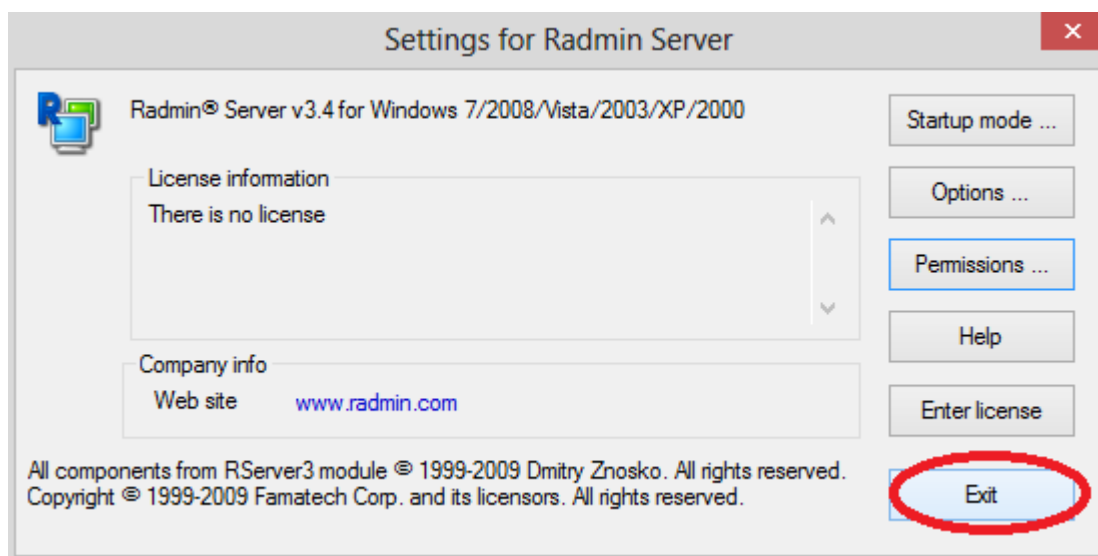 Settings for Radmin Server
Radmin® Server v3.4 for Windows 7/2008/Vista/2003/XP/2000
Startup mode ...
License information
There is no license
Options ...
Permissions ...
Help
Company info
Web site www.radmin.com
Enter license
All components from RServer3 module © 1999-2009 Dmitry Znosko. All rights reserved.
Copyright © 1999-2009 Famatech Corp. and its licensors. All rights reserved.
Exit